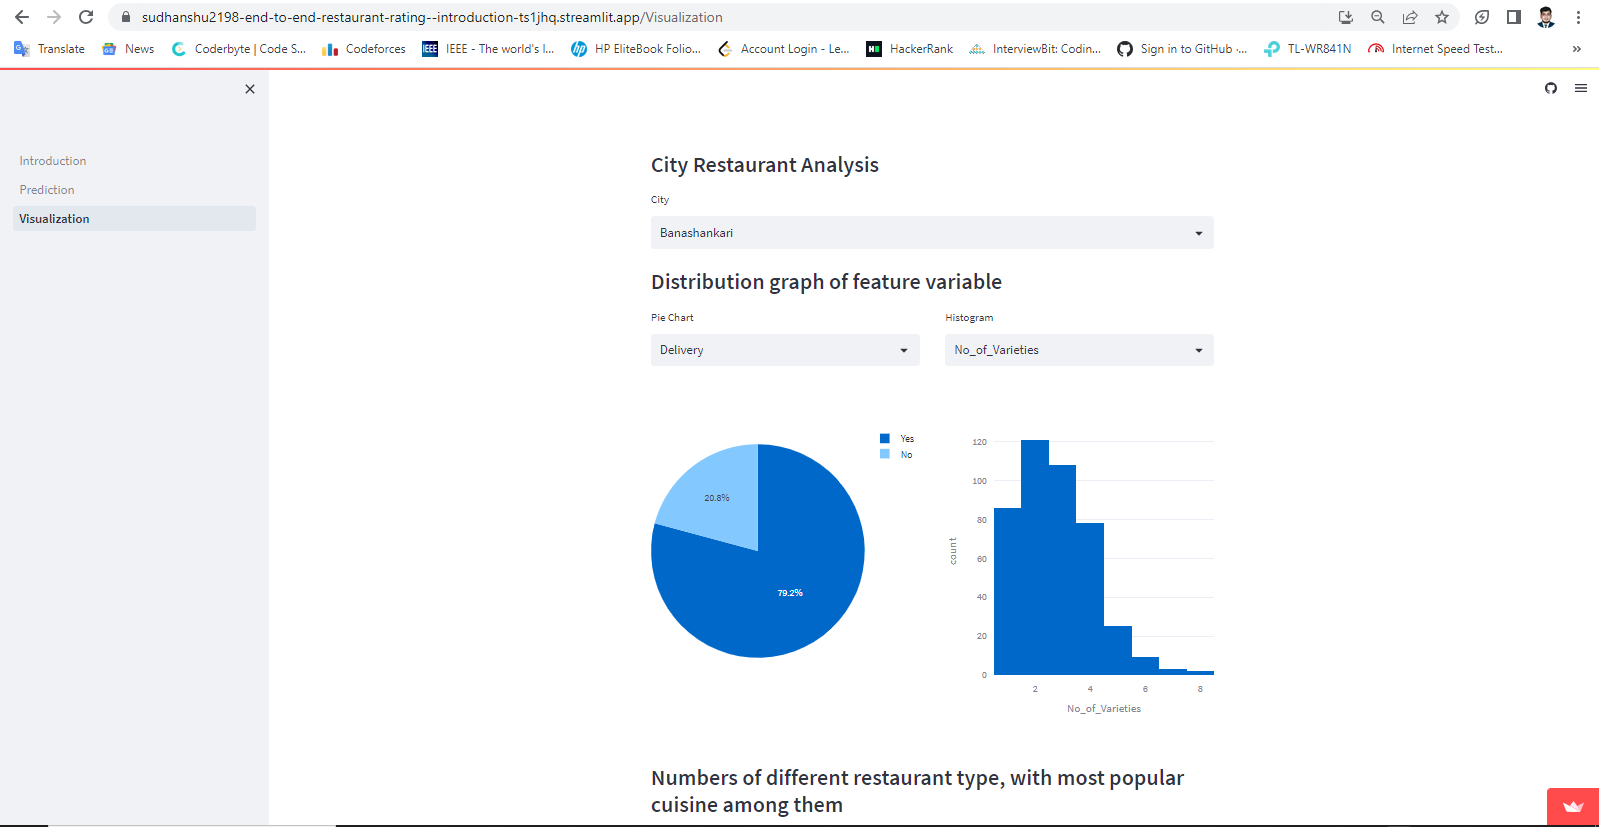 sudhanshu2198-end-to-end-restaurant-rating--introduction-ts1jhq.streamlit.app/Visualization
Translate News Coderbyte | Code S... Codeforces IEEE IEEE - The world's l... hp HP EliteBook Folio... Account Login - Le... HackerRank InterviewBit: Codin... Sign in to GitHub ·... TL-WR841N Internet Speed Test... »
Introduction
Prediction
Visualization
City Restaurant Analysis
City
Banashankari
Distribution graph of feature variable
Pie Chart Histogram
Delivery No_of_Varieties
Yes
No
20.8%
79.2%
120
100
80
60
40
20
0
count
2 4 6 8
No_of_Varieties
Numbers of different restaurant type, with most popular
cuisine among them